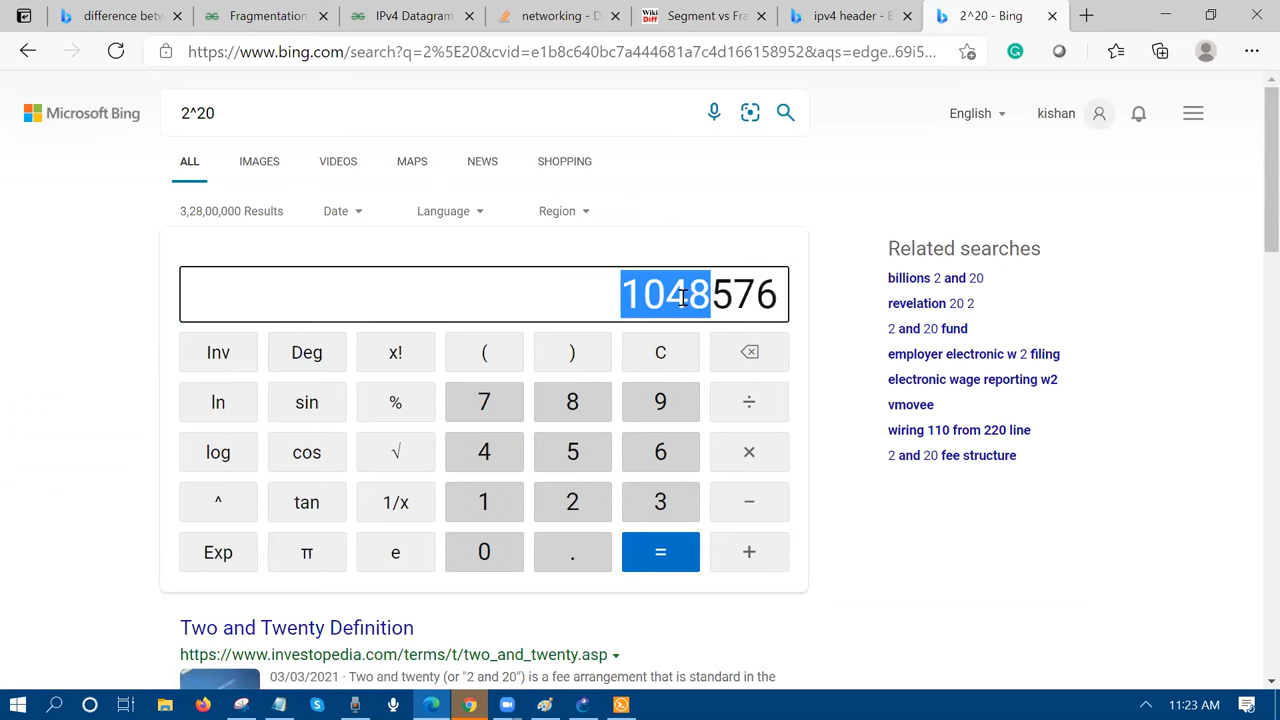 2^20 - Bing
IPv4 Datagram
networking - D
Wiki Diff
Segment vs Fra
ipv4 header - B
https://www.bing.com/search?q=2%5E20&cvid=e1b8c640bc7a444681a7c4d166158952&aqs=edge..69i5...
Microsoft Bing
2^20
English
kishan
ALL
IMAGES
VIDEOS
MAPS
NEWS
SHOPPING
3,28,00,000 Results
Date
Language
Region
1048576
Inv Deg x! ( ) C
ln sin % 7 8 9 ÷
log cos √ 4 5 6 ×
^ tan 1/x 1 2 3 −
Exp π e 0 . = +
Related searches
billions 2 and 20
revelation 20 2
2 and 20 fund
employer electronic w 2 filing
electronic wage reporting w2
vmovee
wiring 110 from 220 line
2 and 20 fee structure
Two and Twenty Definition
https://www.investopedia.com/terms/t/two_and_twenty.asp
03/03/2021 · Two and twenty (or "2 and 20") is a fee arrangement that is standard in the
11:23 AM